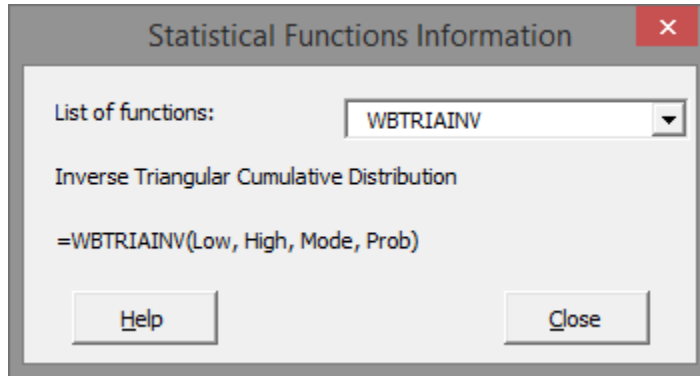 Statistical Functions Information
List of functions: WBTRIAINV
Inverse Triangular Cumulative Distribution
=WBTRIAINV(Low, High, Mode, Prob)
Help Close